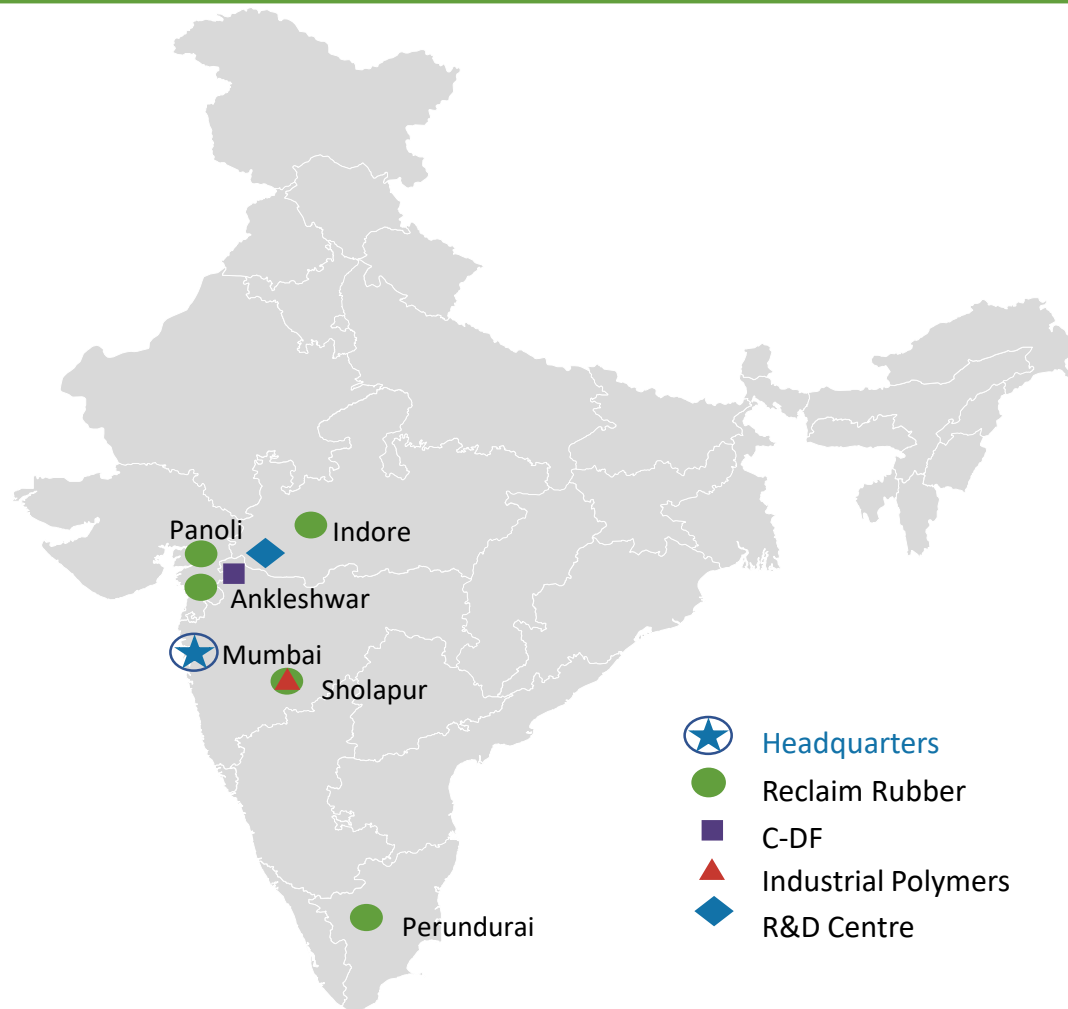 Panoli
Indore
Ankleshwar
Mumbai
Sholapur
Headquarters
Reclaim Rubber
C-DF
Industrial Polymers
Perundurai
R&D Centre